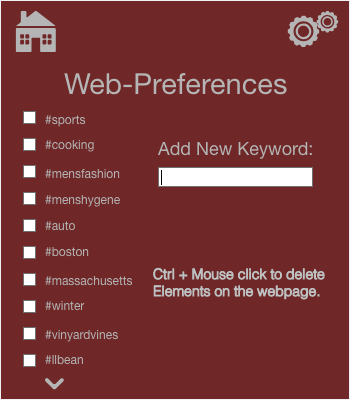 Web-Preferences
#sports
#cooking
#mensfashion
#menshygene
#auto
#boston
#massachusetts
#winter
#vinyardvines
#llbean
Add New Keyword:
Ctrl + Mouse click to delete
Elements on the webpage.